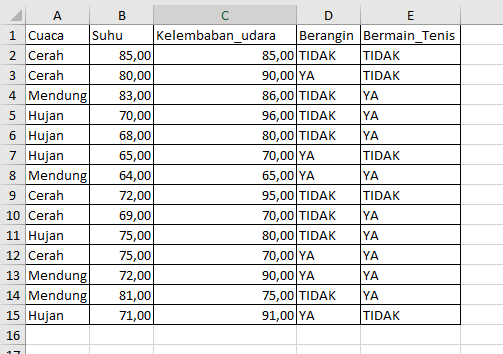 A B C D E
1 Cuaca Suhu Kelembaban_udara Berangin Bermain_Tenis
2 Cerah 85,00 85,00 TIDAK TIDAK
3 Cerah 80,00 90,00 YA TIDAK
4 Mendung 83,00 86,00 TIDAK YA
5 Hujan 70,00 96,00 TIDAK YA
6 Hujan 68,00 80,00 TIDAK YA
7 Hujan 65,00 70,00 YA TIDAK
8 Mendung 64,00 65,00 YA YA
9 Cerah 72,00 95,00 TIDAK TIDAK
10 Cerah 69,00 70,00 TIDAK YA
11 Hujan 75,00 80,00 TIDAK YA
12 Cerah 75,00 70,00 YA YA
13 Mendung 72,00 90,00 YA YA
14 Mendung 81,00 75,00 TIDAK YA
15 Hujan 71,00 91,00 YA TIDAK
16
17